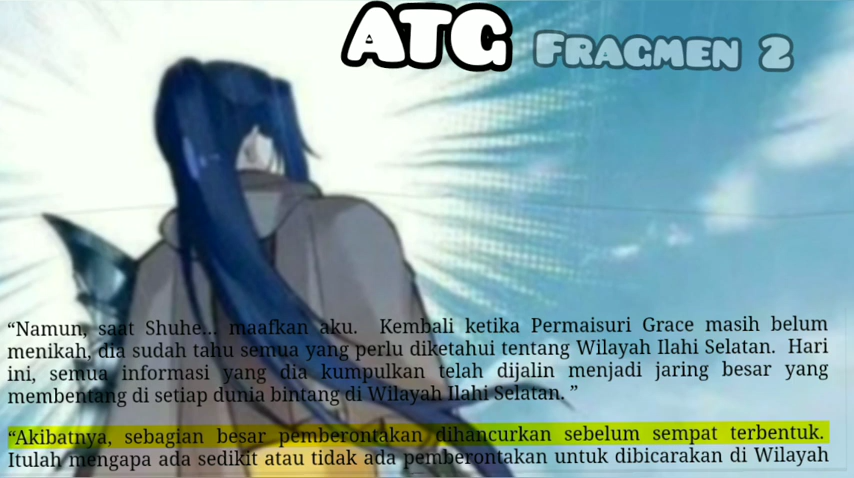 ATG FRAGMEN 2
“Namun, saat Shuhe... maafkan aku. Kembali ketika Permaisuri Grace masih belum
menikah, dia sudah tahu semua yang perlu diketahui tentang Wilayah Ilahi Selatan. Hari
ini, semua informasi yang dia kumpulkan telah dijalin menjadi jaring besar yang
membentang di setiap dunia bintang di Wilayah Ilahi Selatan. ”
“Akibatnya, sebagian besar pemberontakan dihancurkan sebelum sempat terbentuk.
Itulah mengapa ada sedikit atau tidak ada pemberontakan untuk dibicarakan di Wilayah